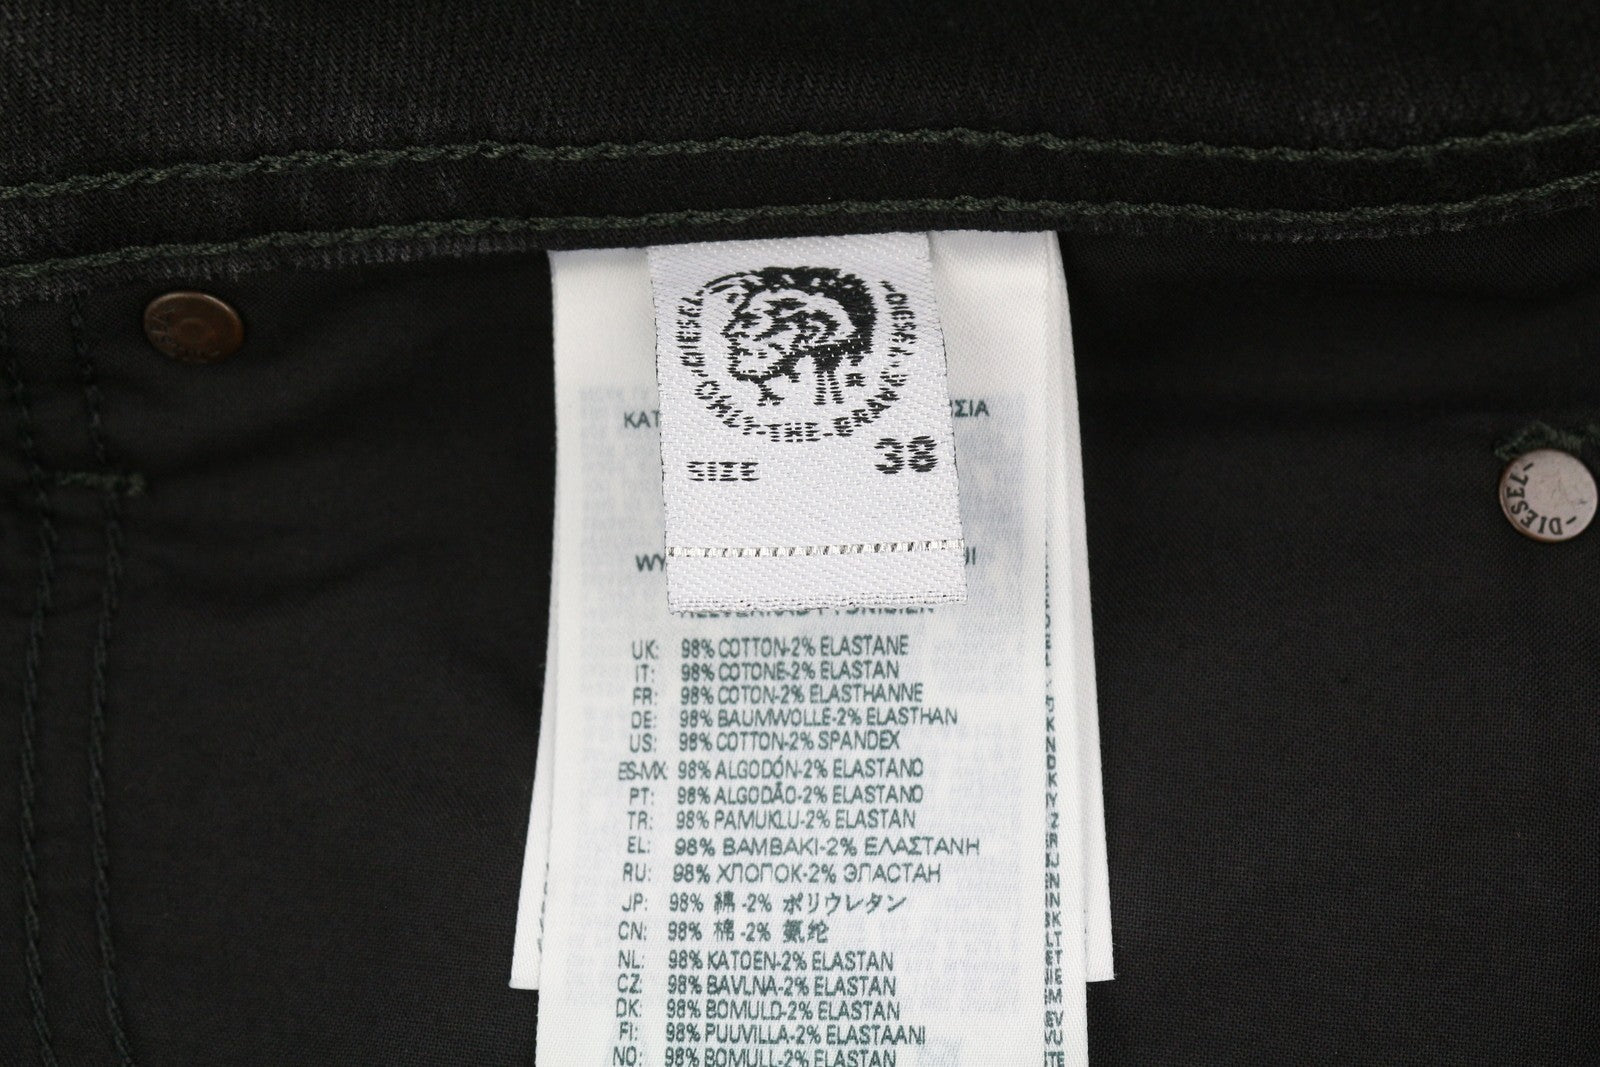 DIESEL
DIESEL
ONLY-THE-BRAVE
R
SIZE 38
UK: 98% COTTON-2% ELASTANE
IT: 98% COTONE-2% ELASTAN
FR: 98% COTON-2% ELASTHANNE
DE: 98% BAUMWOLLE-2% ELASTHAN
US: 98% COTTON-2% SPANDEX
ES-MX: 98% ALGODÓN-2% ELASTANO
PT: 98% ALGODÃO-2% ELASTANO
TR: 98% PAMUKLU-2% ELASTAN
EL: 98% ΒΑΜΒΑΚΙ-2% ΕΛΑΣΤΑΝΗ
RU: 98% ХЛОПОК-2% ЭЛАСТАН
JP: 98% 綿 -2% ポリウレタン
CN: 98% 棉 -2% 氨纶
NL: 98% KATOEN-2% ELASTAN
CZ: 98% BAVLNA-2% ELASTAN
DK: 98% BOMULD-2% ELASTAN
FI: 98% PUUVILLA-2% ELASTAANI
NO: 98% BOMULL-2% ELASTAN
-DIESEL-